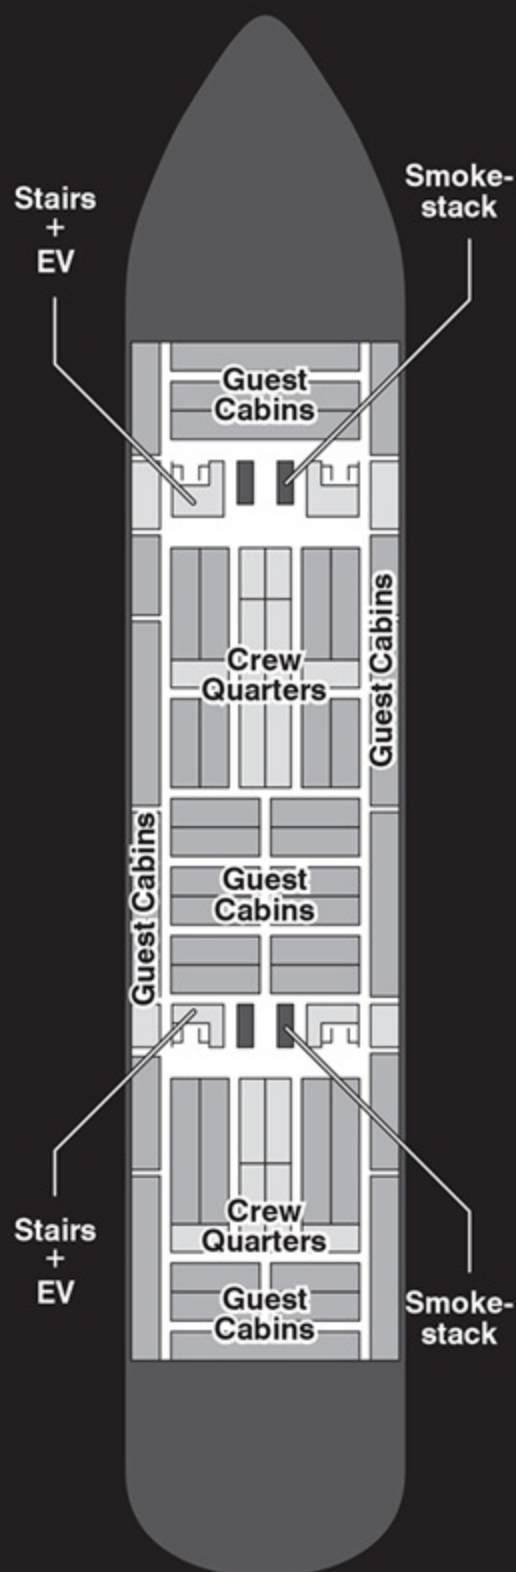 Smoke-
stack
Stairs
+
EV
Guest
Cabins
Guest Cabins
Crew
Quarters
Guest Cabins
Guest
Cabins
Stairs
+
EV
Crew
Quarters
Guest
Cabins
Smoke-
stack